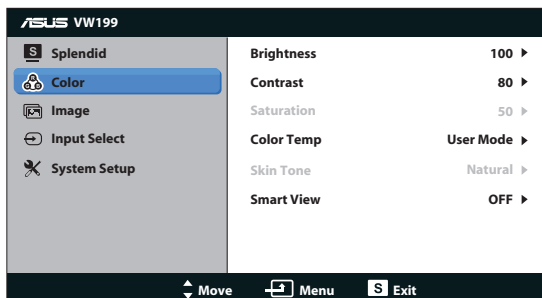 ASUS VW199
S Splendid
Color
Image
Input Select
System Setup
Brightness 100
Contrast 80
Saturation 50
Color Temp User Mode
Skin Tone Natural
Smart View OFF
Move Menu S Exit